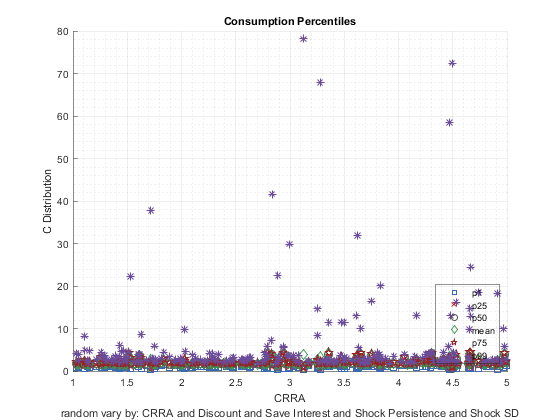 Consumption Percentiles
80
70
60
50
40
30
20
10
0
C Distribution
p25
p50
mean
p75
1
1.5
2
2.5
3
3.5
4
4.5
5
CRRA
random vary by: CRRA and Discount and Save Interest and Shock Persistence and Shock SD